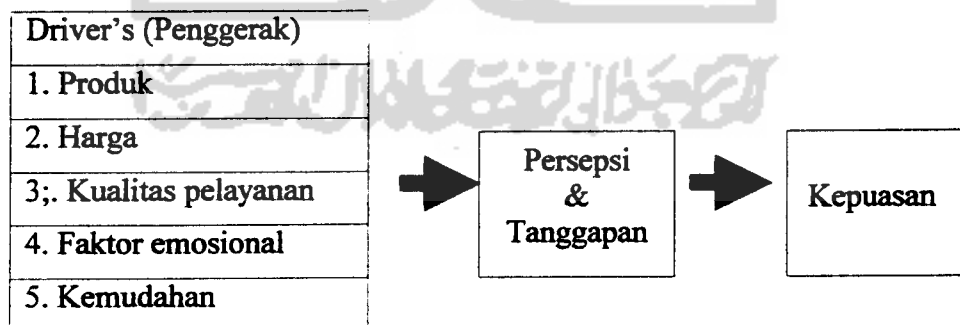 Driver's (Penggerak)
1. Produk
2. Harga
3;. Kualitas pelayanan
4. Faktor emosional
5. Kemudahan
Persepsi
&
Tanggapan
Kepuasan